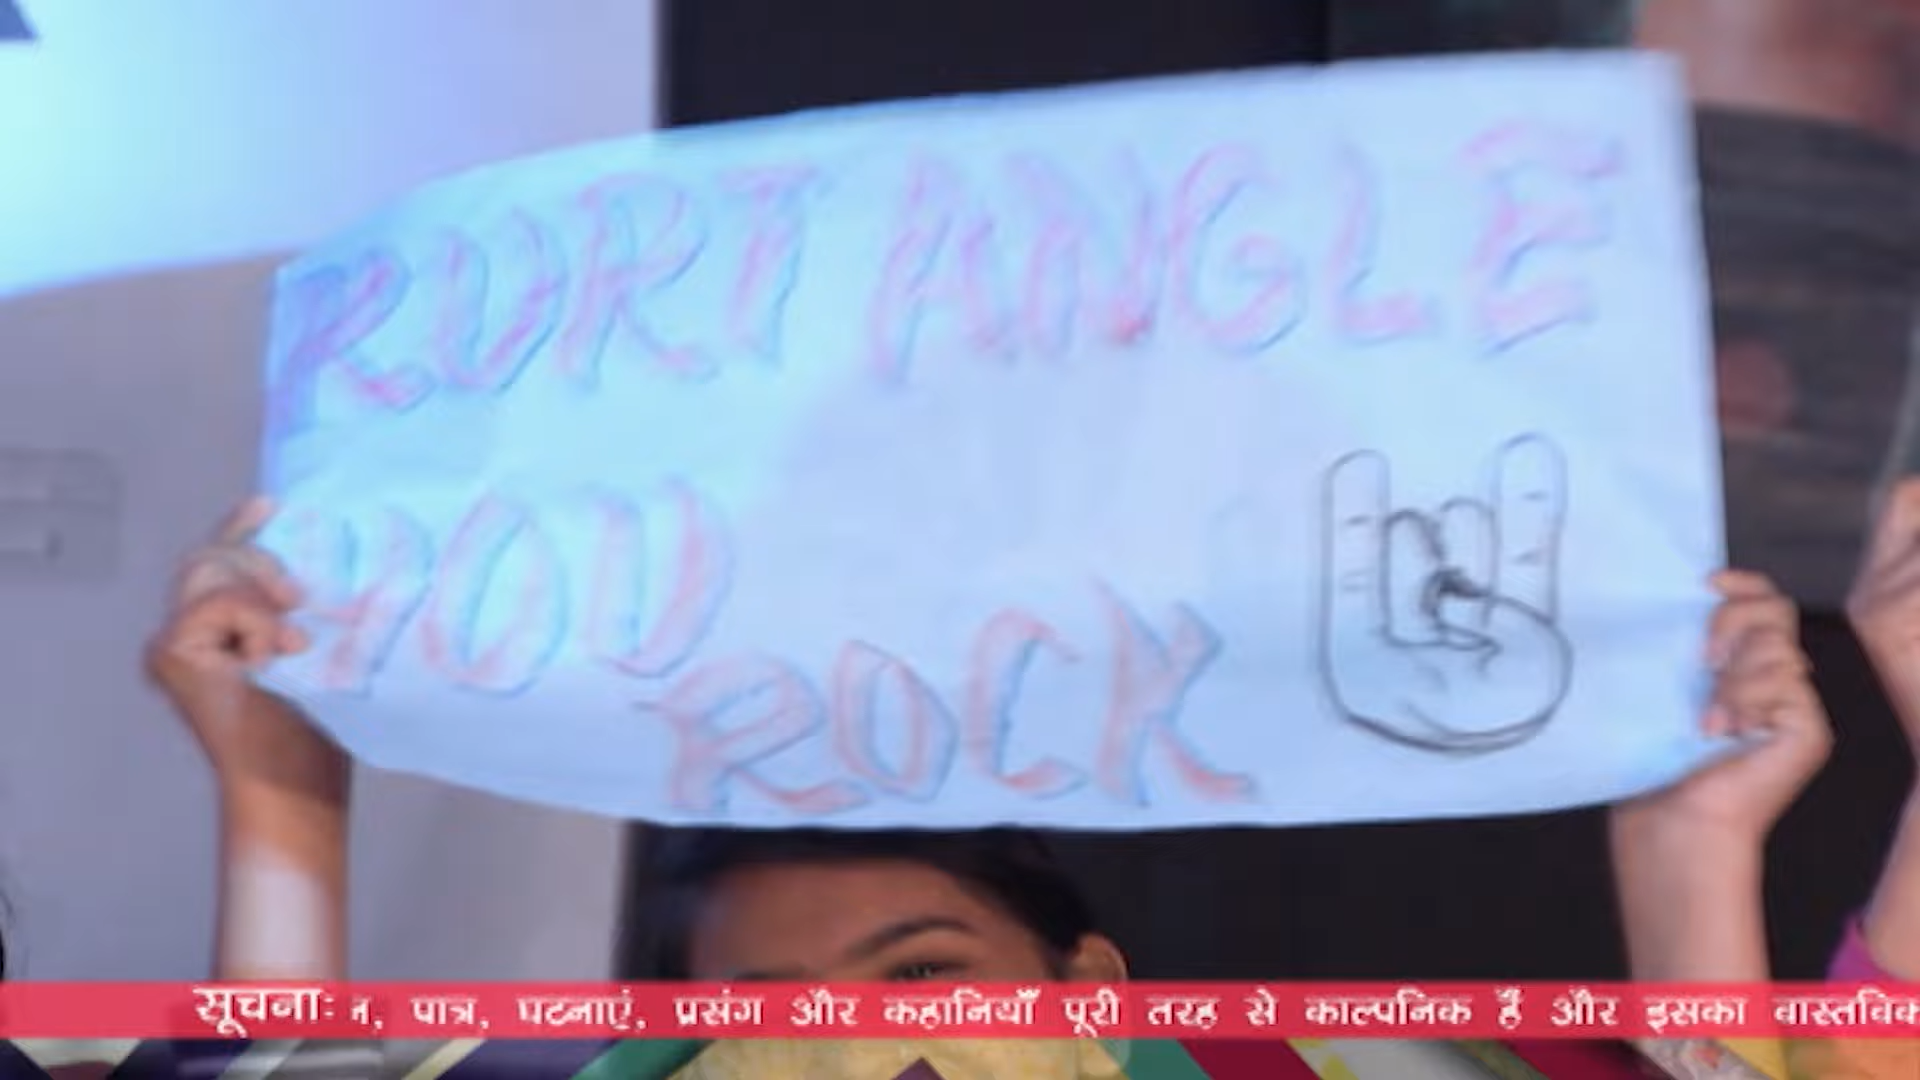 KURT ANGLE
YOU
ROCK
सूचनाः न, पात्र, घटनाएं, प्रसंग और कहानियाँ पूरी तरह से काल्पनिक हैं और इसका वास्तविक